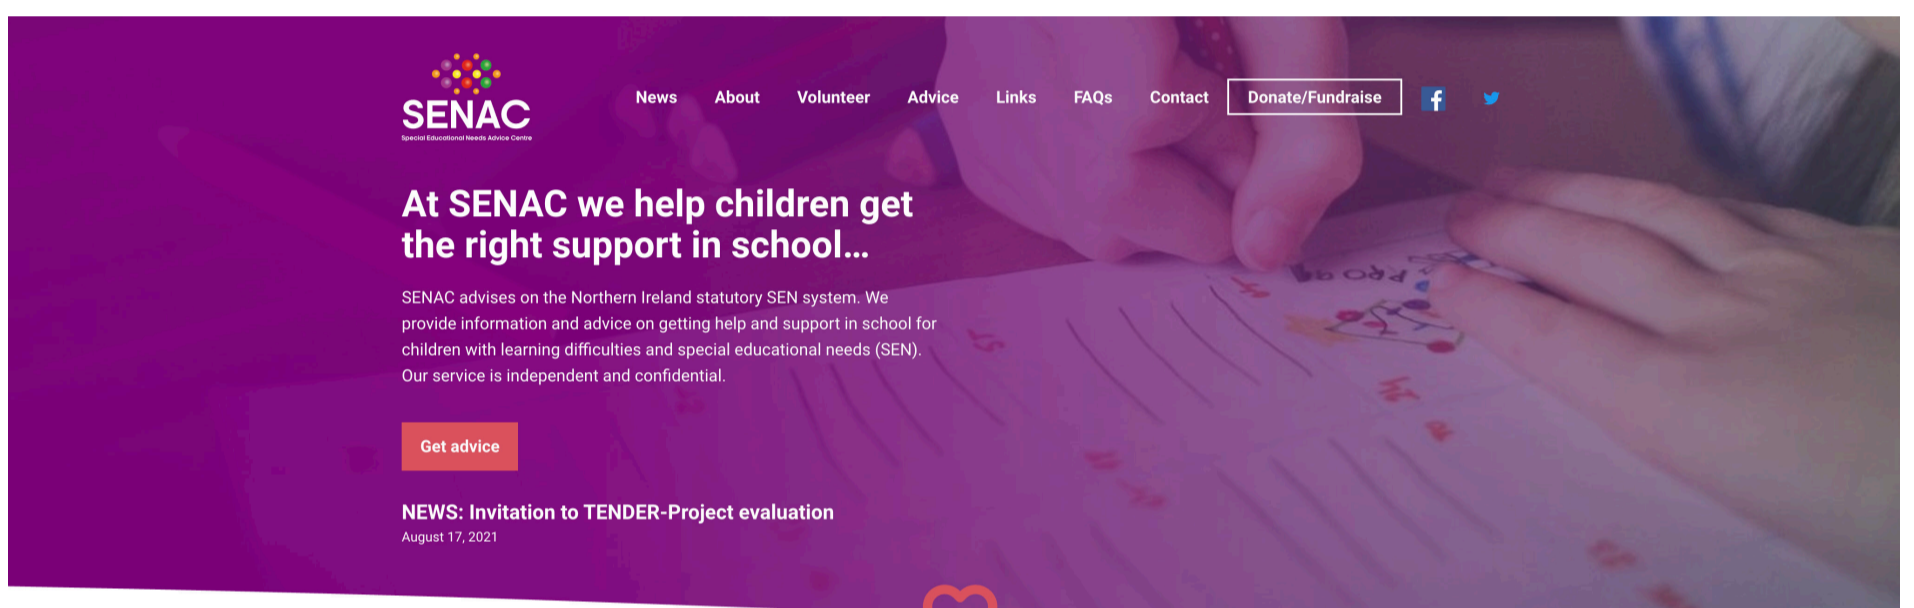 SENAC
Special Educational Needs Advice Centre
News
About
Volunteer
Advice
Links
FAQs
Contact
Donate/Fundraise
At SENAC we help children get
the right support in school...
SENAC advises on the Northern Ireland statutory SEN system. We
provide information and advice on getting help and support in school for
children with learning difficulties and special educational needs (SEN).
Our service is independent and confidential.
Get advice
NEWS: Invitation to TENDER-Project evaluation
August 17, 2021